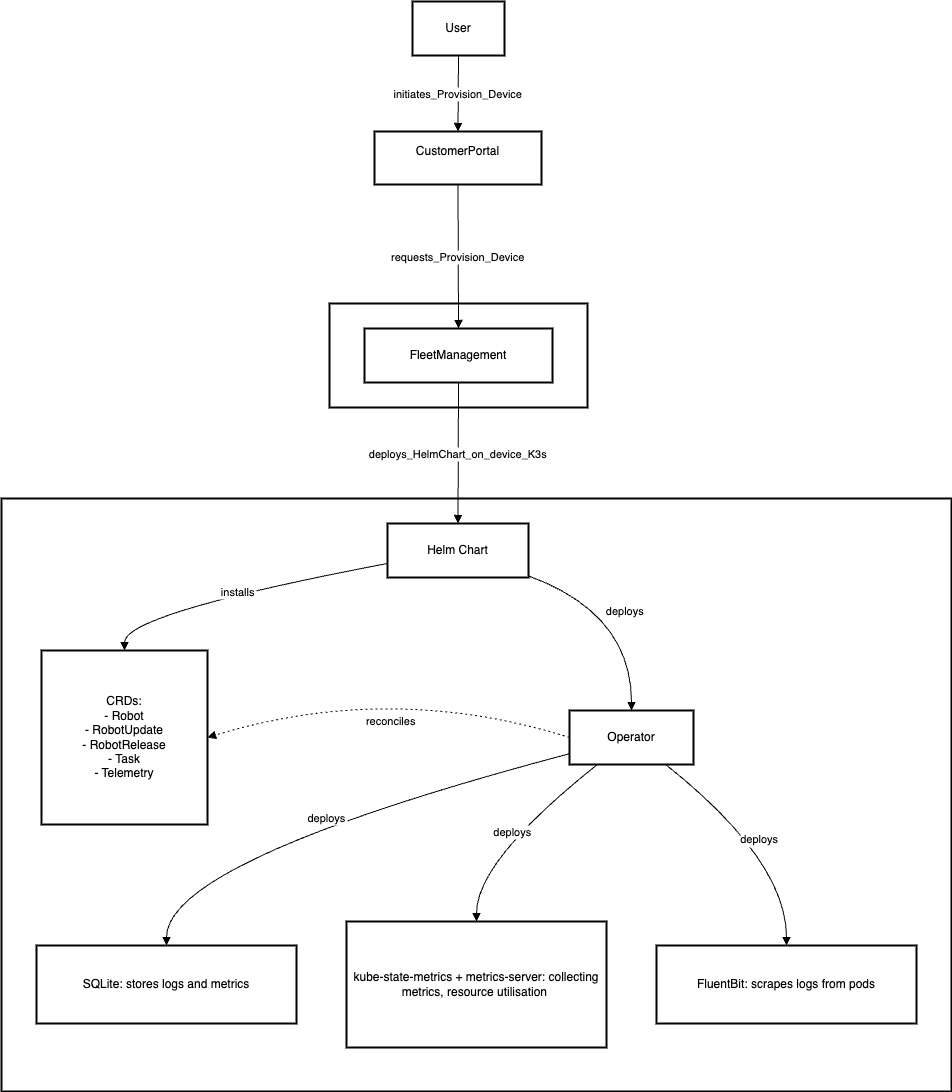 User
initiates_Provision_Device
CustomerPortal
requests_Provision_Device
FleetManagement
deploys_HelmChart_on_device_K3s
Helm Chart
installs
deploys
CRDs:
- Robot
- RobotUpdate
- RobotRelease
- Task
- Telemetry
reconciles
Operator
deploys
deploys
deploys
SQLite: stores logs and metrics
kube-state-metrics + metrics-server: collecting
metrics, resource utilisation
FluentBit: scrapes logs from pods